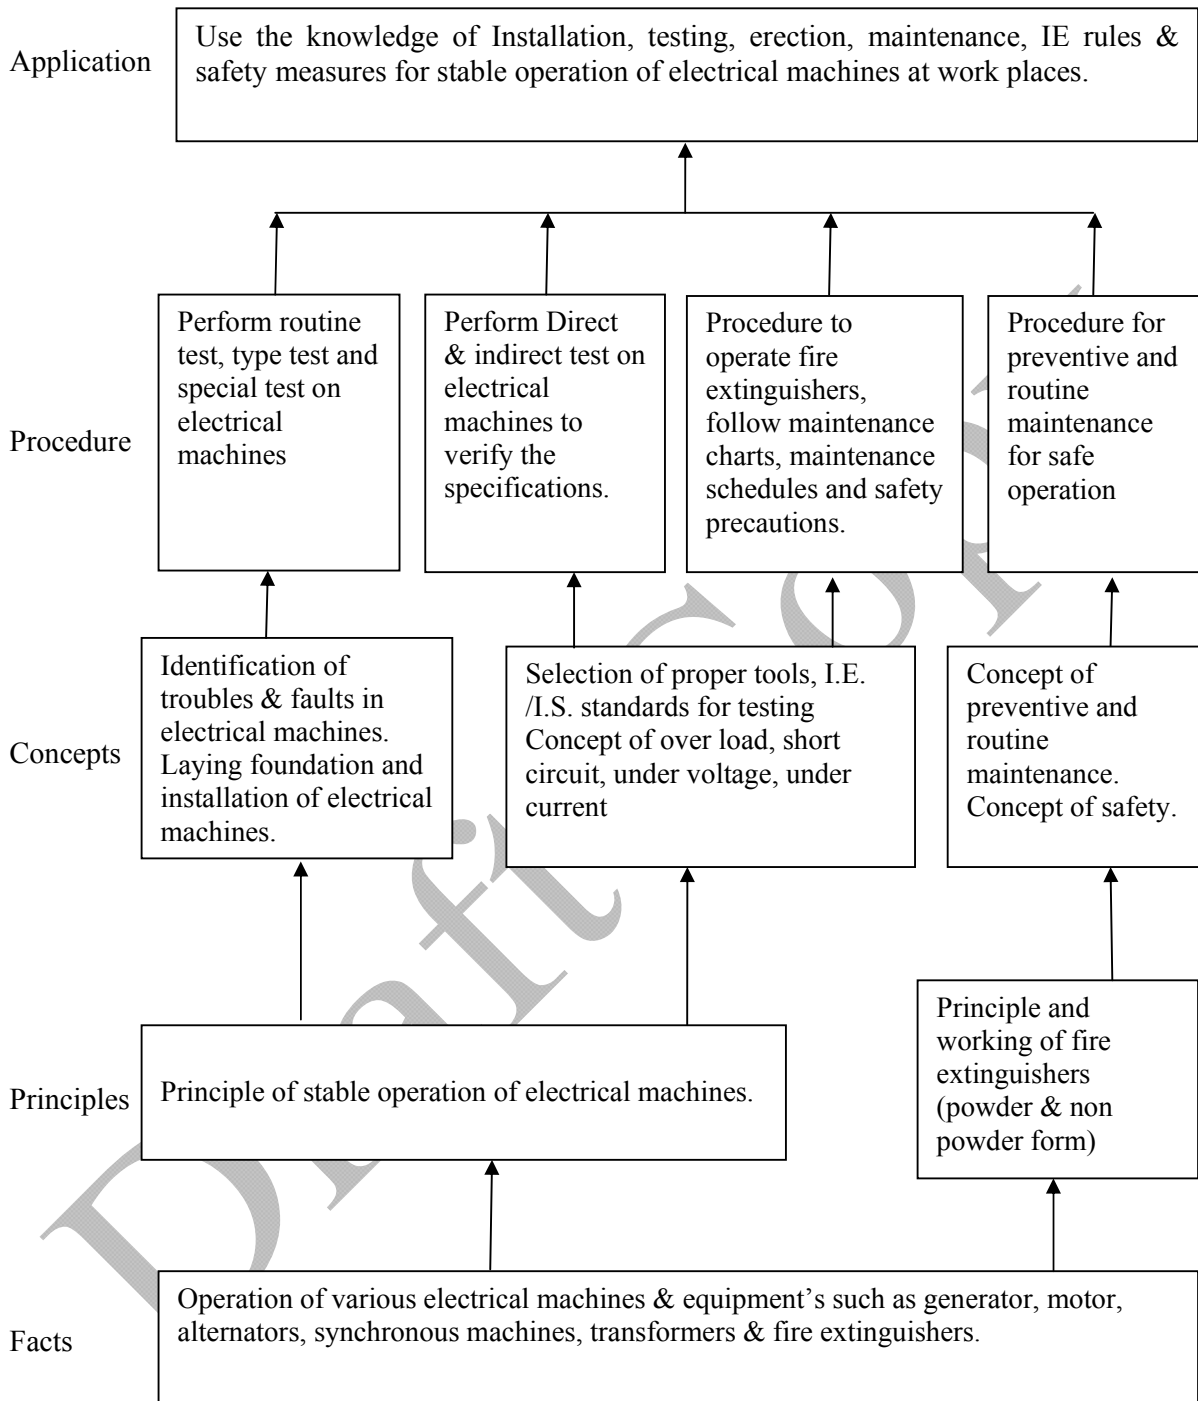 Application
Use the knowledge of Installation, testing, erection, maintenance, IE rules &
safety measures for stable operation of electrical machines at work places.
Procedure
Perform routine
test, type test and
special test on
electrical
machines
Perform Direct
& indirect test on
electrical
machines to
verify the
specifications.
Procedure to
operate fire
extinguishers,
follow maintenance
charts, maintenance
schedules and safety
precautions.
Procedure for
preventive and
routine
maintenance
for safe
operation
Concepts
Identification of
troubles & faults in
electrical machines.
Laying foundation and
installation of electrical
machines.
Selection of proper tools, I.E.
/I.S. standards for testing
Concept of over load, short
circuit, under voltage, under
current
Concept of
preventive and
routine
maintenance.
Concept of safety.
Principles
Principle of stable operation of electrical machines.
Principle and
working of fire
extinguishers
(powder & non
powder form)
Facts
Operation of various electrical machines & equipment's such as generator, motor,
alternators, synchronous machines, transformers & fire extinguishers.
Draft Copy